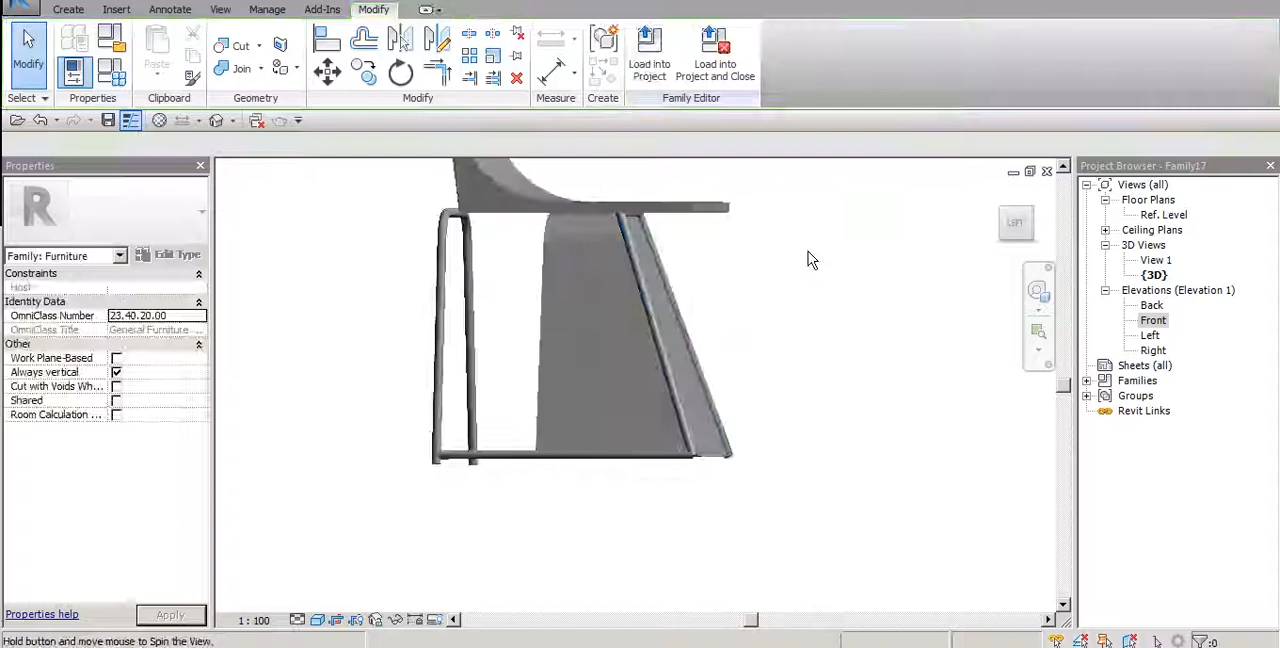 Create Insert Annotate View Manage Add-Ins Modify
Modify Paste Cut Join Load into Project Load into Project and Close
Select Properties Clipboard Geometry Modify Measure Create Family Editor
Properties
R
Family: Furniture Edit Type
Constraints
Host
Identity Data
OmniClass Number 23.40.20.00
OmniClass Title General Furniture ...
Other
Work Plane-Based
Always vertical
Cut with Voids Wh...
Shared
Room Calculation ...
Properties help Apply
LEFT
Project Browser - Family17
Views (all)
Floor Plans
Ref. Level
Ceiling Plans
3D Views
View 1
{3D}
Elevations (Elevation 1)
Back
Front
Left
Right
Sheets (all)
Families
Groups
Revit Links
1 : 100
Hold button and move mouse to Spin the View.
:0